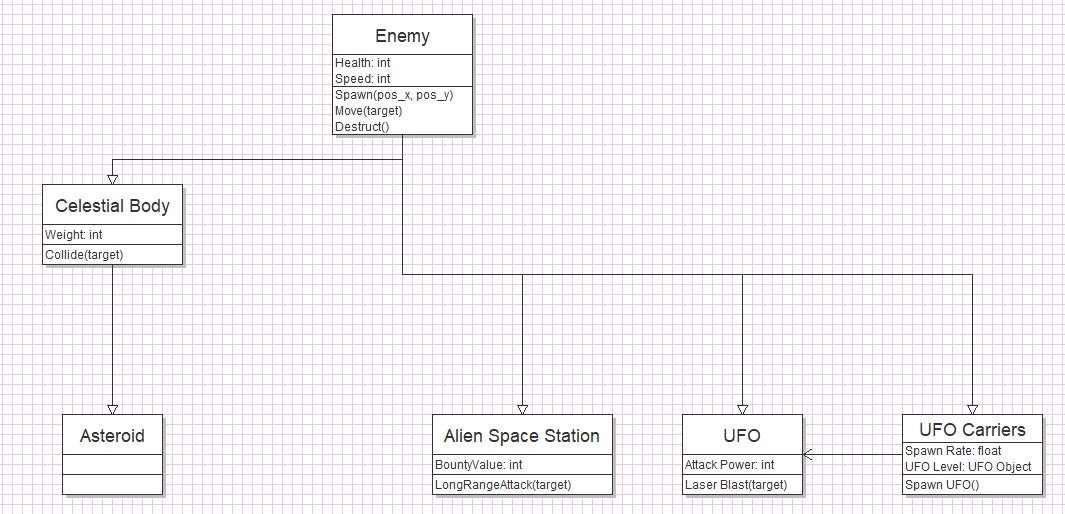 Enemy
Health: int
Speed: int
Spawn(pos_x, pos_y)
Move(target)
Destruct()
Celestial Body
Weight: int
Collide(target)
Asteroid
Alien Space Station
BountyValue: int
LongRangeAttack(target)
UFO
Attack Power: int
Laser Blast(target)
UFO Carriers
Spawn Rate: float
UFO Level: UFO Object
Spawn UFO()